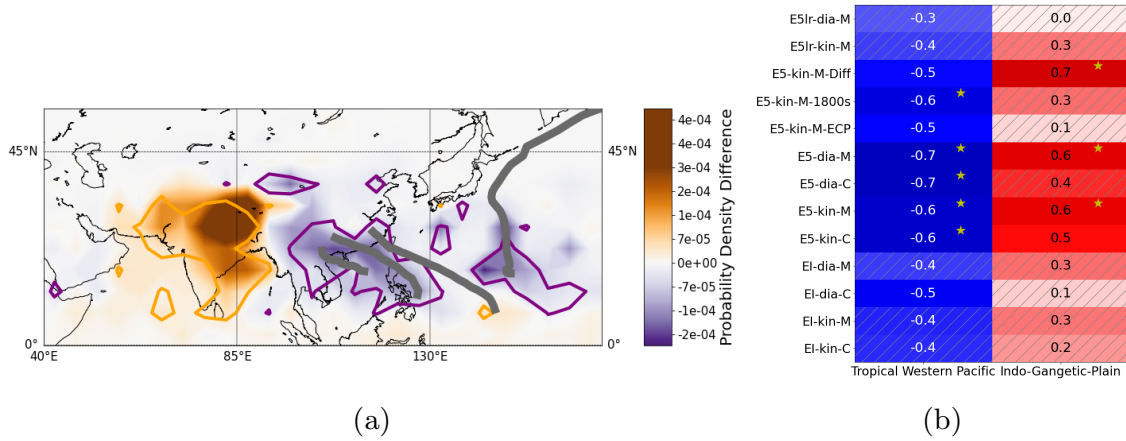 45°N
0°
40°E
85°E
130°E
45°N
0°
4e-04
4e-04
3e-04
2e-04
1e-04
7e-05
0e+00
-7e-05
-1e-04
-2e-04
Probability Density Difference
(a)
E5lr-dia-M -0.3 0.0
E5lr-kin-M -0.4 0.3
E5-kin-M-Diff -0.5 0.7
E5-kin-M-1800s -0.6 0.3
E5-kin-M-ECP -0.5 0.1
E5-dia-M -0.7 0.6
E5-dia-C -0.7 0.4
E5-kin-M -0.6 0.6
E5-kin-C -0.6 0.5
EI-dia-M -0.4 0.3
EI-dia-C -0.5 0.1
EI-kin-M -0.4 0.3
EI-kin-C -0.4 0.2
Tropical Western Pacific Indo-Gangetic-Plain
(b)